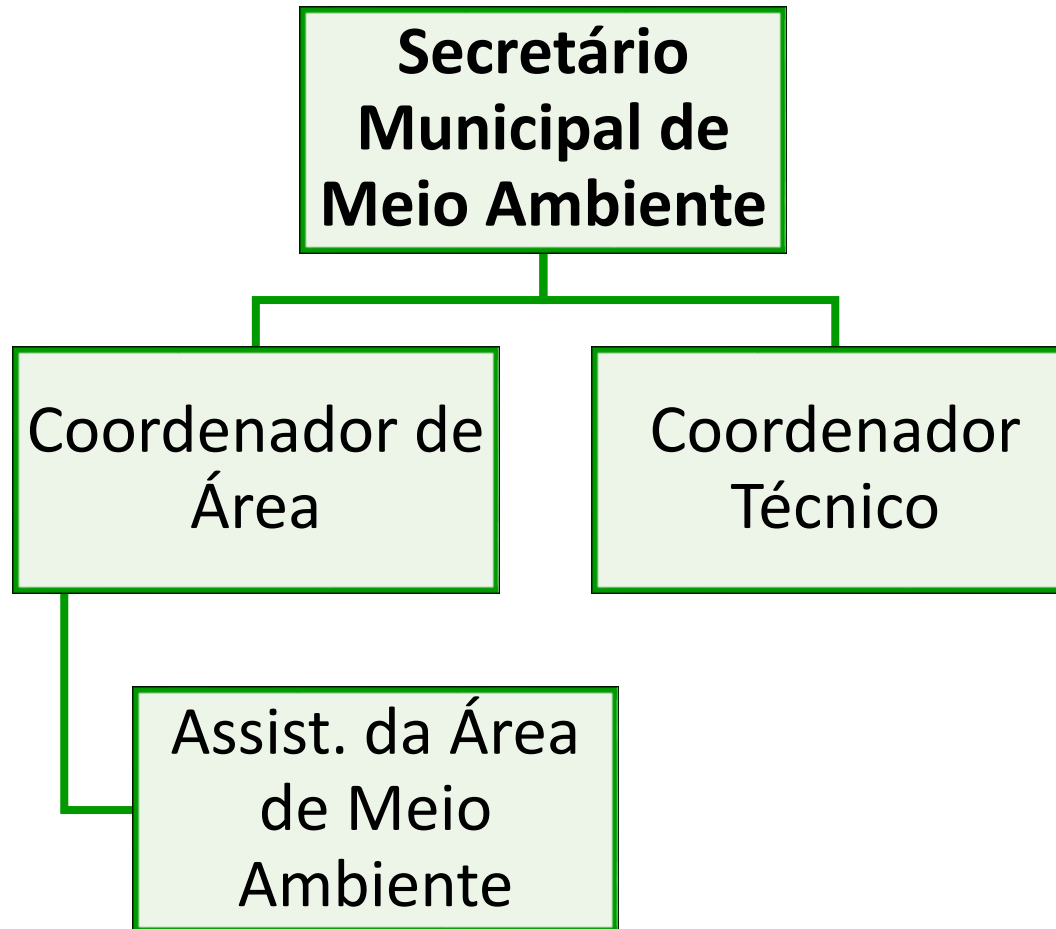 Secretário
Municipal de
Meio Ambiente
Coordenador de
Área
Coordenador
Técnico
Assist. da Área
de Meio
Ambiente